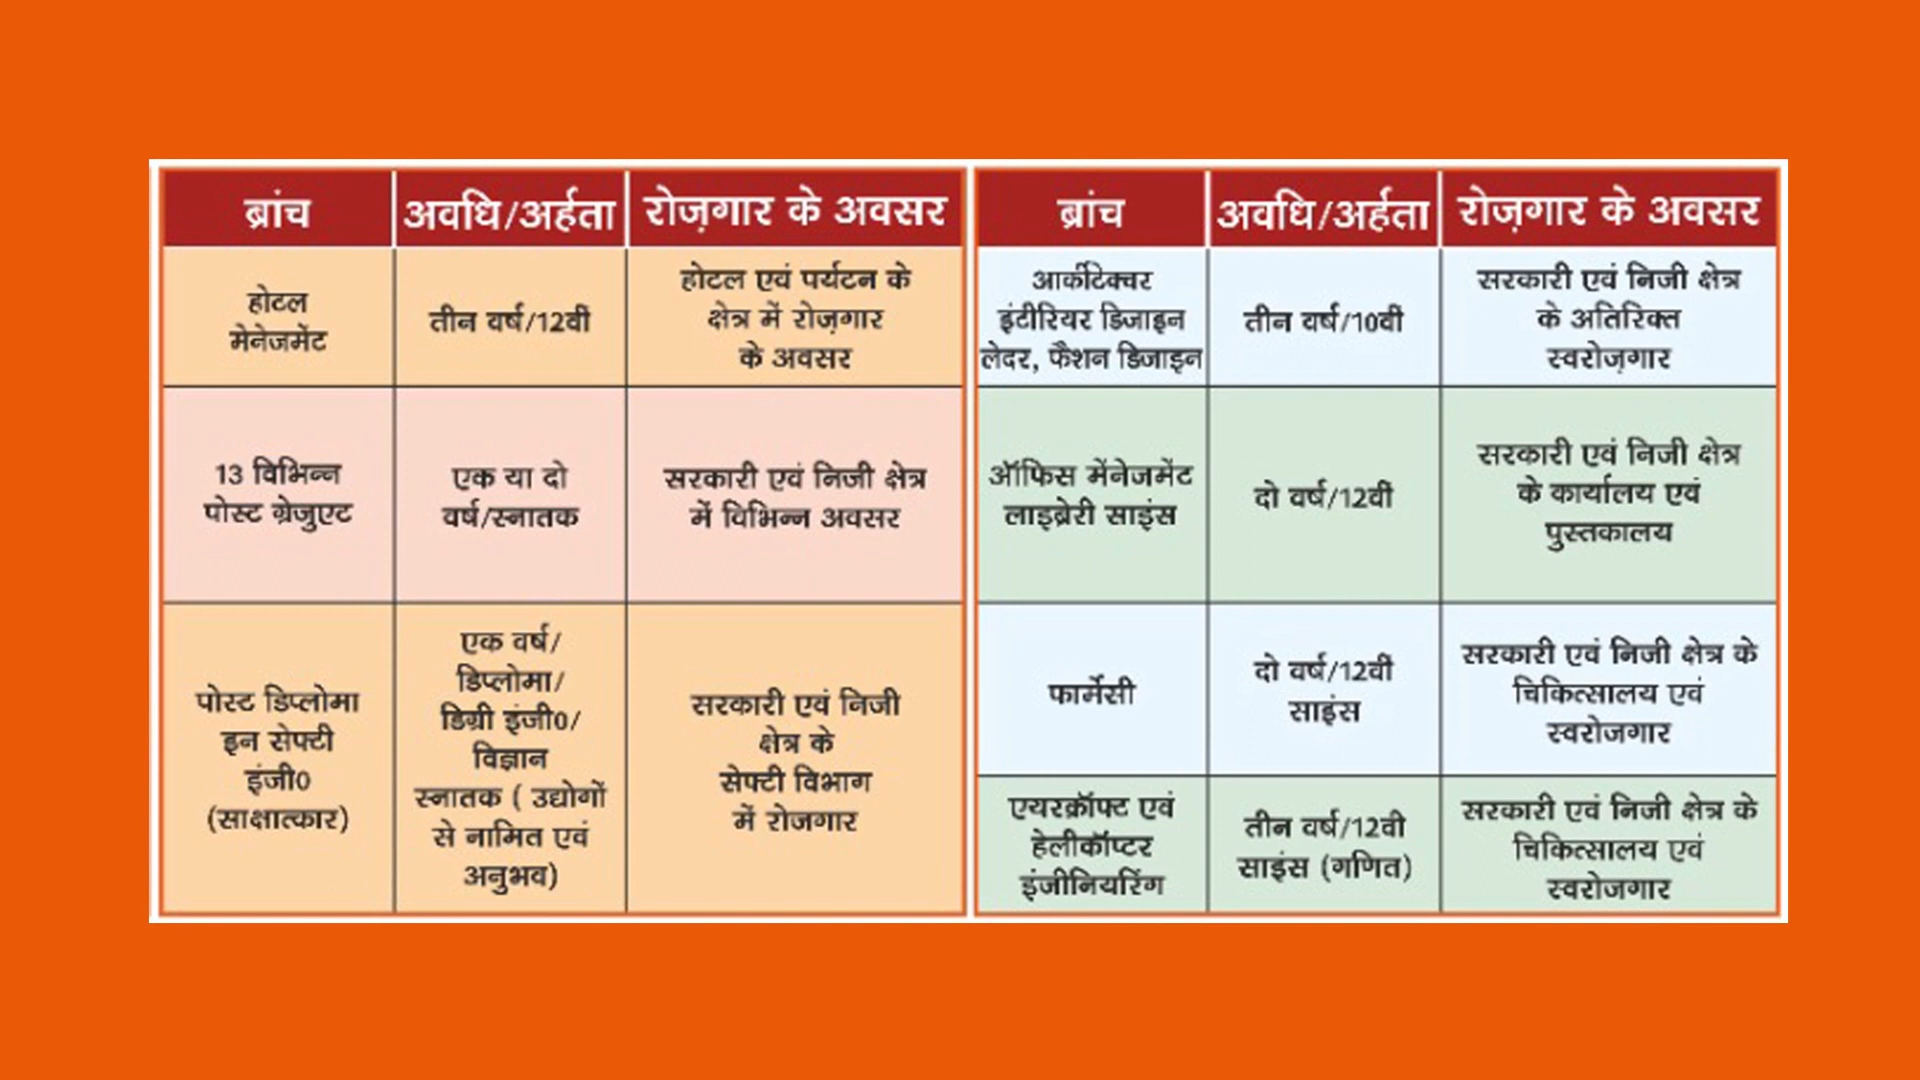 ब्रांच
अवधि/अर्हता
रोज़गार के अवसर
होटल
मेनेजमेंट
तीन वर्ष/12वीं
होटल एवं पर्यटन के
क्षेत्र में रोज़गार
के अवसर
13 विभिन्न
पोस्ट ग्रेजुएट
एक या दो
वर्ष/स्नातक
सरकारी एवं निजी क्षेत्र
में विभिन्न अवसर
पोस्ट डिप्लोमा
इन सेफ्टी
इंजी0
(साक्षात्कार)
एक वर्ष/
डिप्लोमा/
डिग्री इंजी0/
विज्ञान
स्नातक ( उद्योगों
से नामित एवं
अनुभव)
सरकारी एवं निजी
क्षेत्र के
सेफ्टी विभाग
में रोजगार
ब्रांच
अवधि/अर्हता
रोज़गार के अवसर
आर्कीटेक्चर
इंटीरियर डिजाइन
लेदर, फैशन डिजाइन
तीन वर्ष/10वीं
सरकारी एवं निजी क्षेत्र
के अतिरिक्त
स्वरोज़गार
ऑफिस मेंनेजमेंट
लाइब्रेरी साइंस
दो वर्ष/12वीं
सरकारी एवं निजी क्षेत्र
के कार्यालय एवं
पुस्तकालय
फार्मेसी
दो वर्ष/12वीं
साइंस
सरकारी एवं निजी क्षेत्र के
चिकित्सालय एवं
स्वरोजगार
एयरक्रॉफ्ट एवं
हेलीकॉप्टर
इंजीनियरिंग
तीन वर्ष/12वी
साइंस (गणित)
सरकारी एवं निजी क्षेत्र के
चिकित्सालय एवं
स्वरोजगार